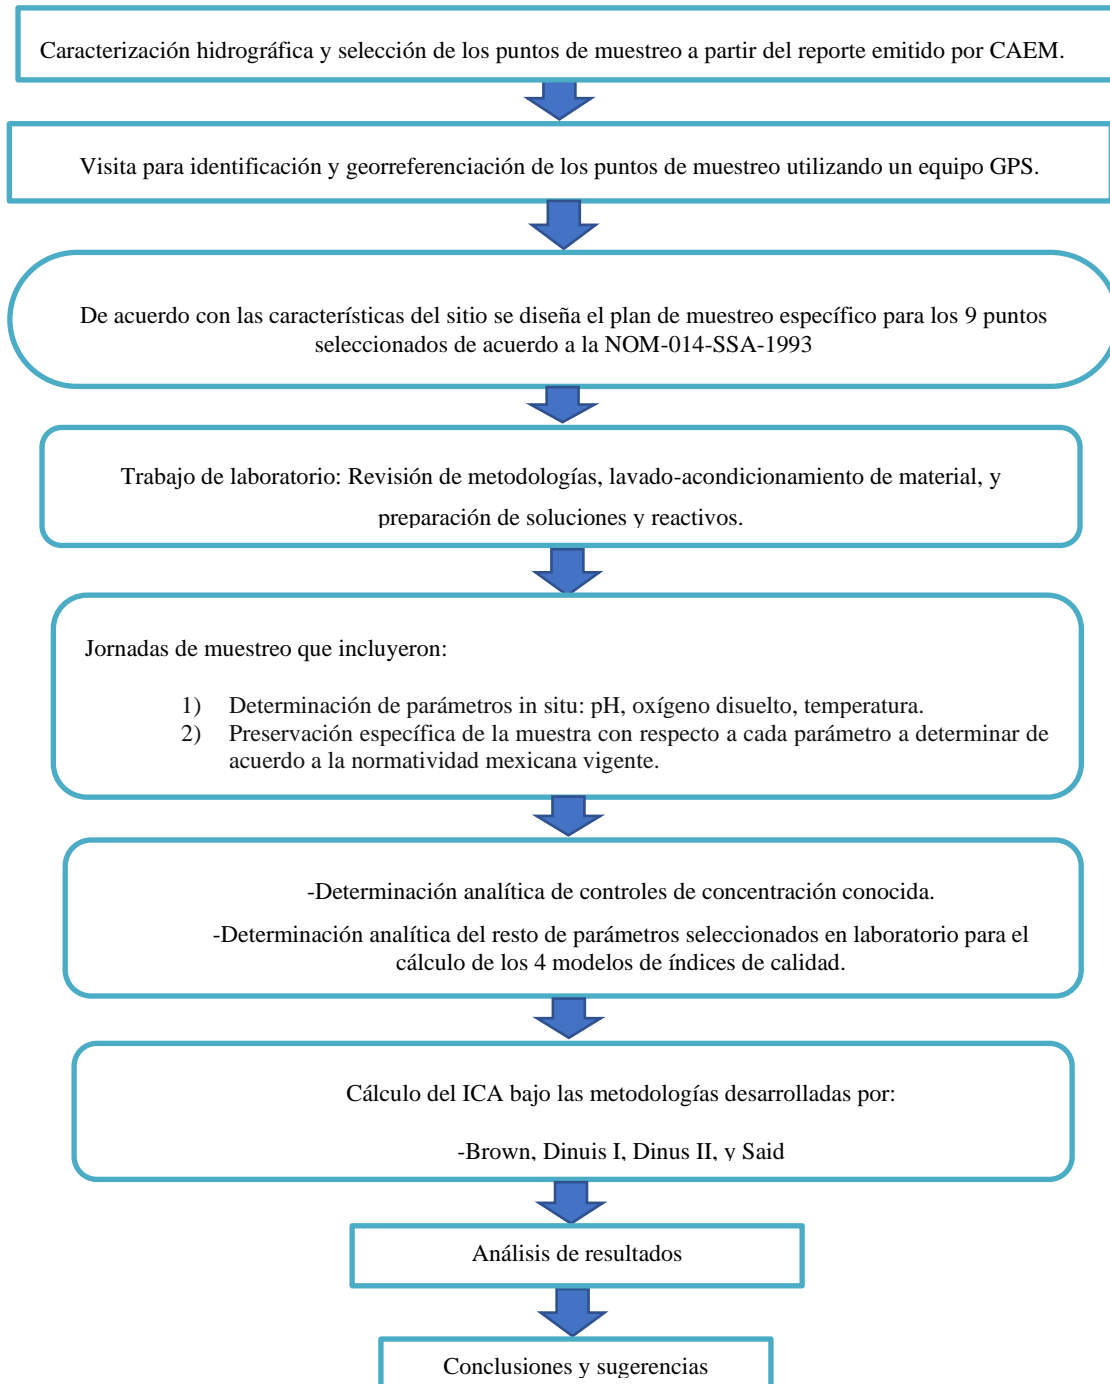 Caracterización hidrográfica y selección de los puntos de muestreo a partir del reporte emitido por CAEM.
Visita para identificación y georreferenciación de los puntos de muestreo utilizando un equipo GPS.
De acuerdo con las características del sitio se diseña el plan de muestreo específico para los 9 puntos
seleccionados de acuerdo a la NOM-014-SSA-1993
Trabajo de laboratorio: Revisión de metodologías, lavado-acondicionamiento de material, y
preparación de soluciones y reactivos.
Jornadas de muestreo que incluyeron:
1) Determinación de parámetros in situ: pH, oxígeno disuelto, temperatura.
2) Preservación específica de la muestra con respecto a cada parámetro a determinar de
acuerdo a la normatividad mexicana vigente.
-Determinación analítica de controles de concentración conocida.
-Determinación analítica del resto de parámetros seleccionados en laboratorio para el
cálculo de los 4 modelos de índices de calidad.
Cálculo del ICA bajo las metodologías desarrolladas por:
-Brown, Dinuis I, Dinus II, y Said
Análisis de resultados
Conclusiones y sugerencias